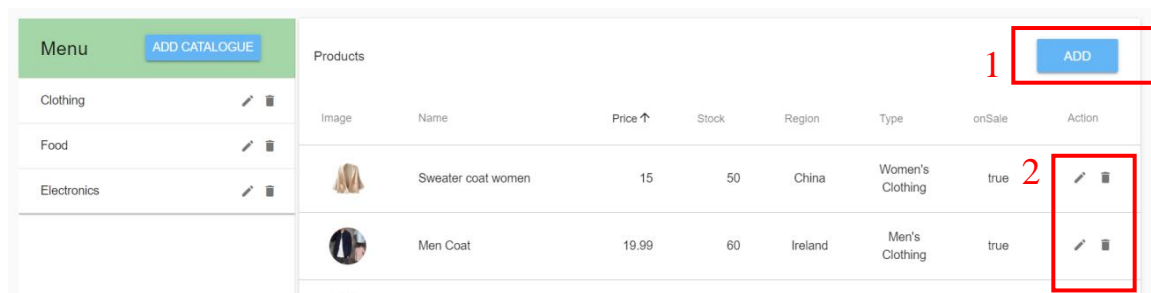 Menu
ADD CATALOGUE
Clothing
Food
Electronics
Products
1
ADD
Image Name Price↑ Stock Region Type onSale Action
Sweater coat women 15 50 China Women's Clothing true
2
Men Coat 19.99 60 Ireland Men's Clothing true